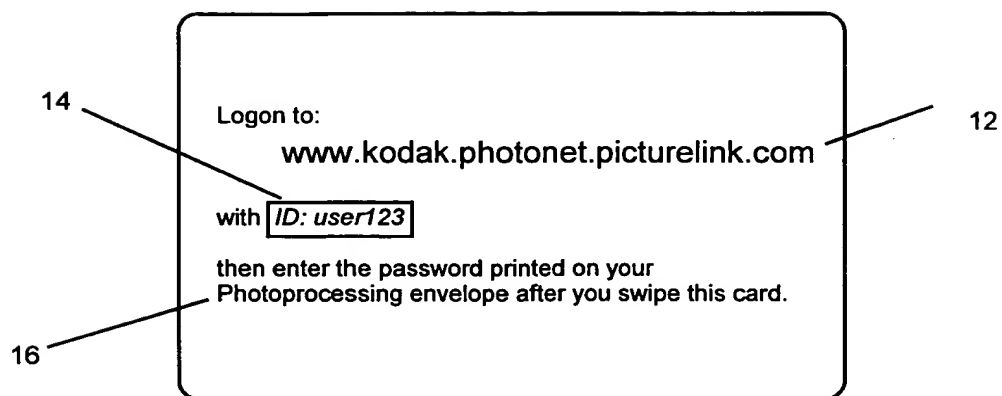 14
Logon to:
12
www.kodak.photonet.picturelink.com
with ID: user123
then enter the password printed on your
Photoprocessing envelope after you swipe this card.
16